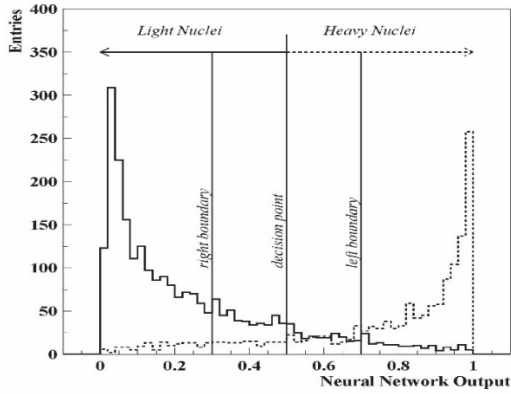 Entries
400
350
300
250
200
150
100
50
0
Light Nuclei
Heavy Nuclei
right boundary
decision point
left boundary
0
0.2
0.4
0.6
0.8
1
Neural Network Output